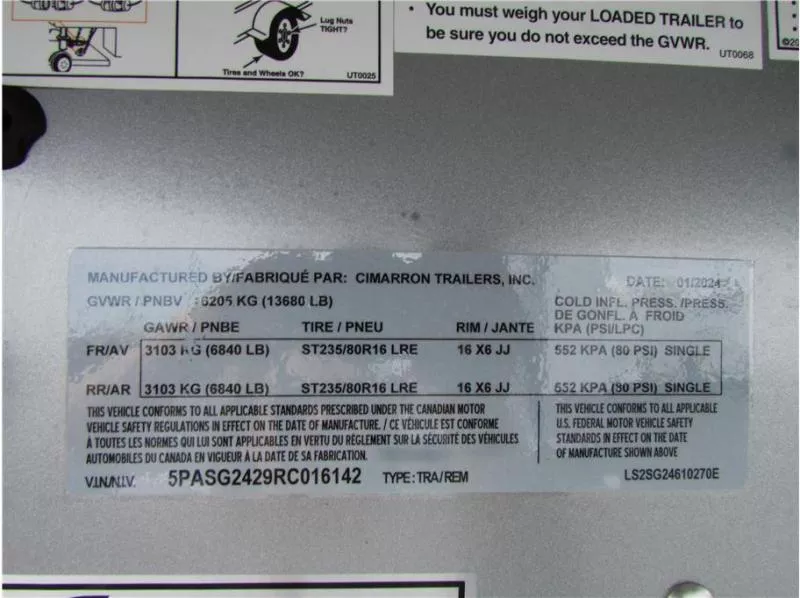 Lug Nuts
TIGHT?
Tires and Wheels OK?
UT0025
• You must weigh your LOADED TRAILER to
be sure you do not exceed the GVWR.
UT0068
©20
MANUFACTURED BY/FABRIQUÉ PAR: CIMARRON TRAILERS, INC.
DATE: 01/2024
GVWR / PNBV 6205 KG (13680 LB)
COLD INFL. PRESS. /PRESS.
DE GONFL. À FROID
GAWR / PNBE TIRE / PNEU RIM / JANTE KPA (PSI/LPC)
FR/AV 3103 KG (6840 LB) ST235/80R16 LRE 16 X6 JJ 552 KPA (80 PSI) SINGLE
RR/AR 3103 KG (6840 LB) ST235/80R16 LRE 16 X6 JJ 552 KPA (80 PSI) SINGLE
THIS VEHICLE CONFORMS TO ALL APPLICABLE STANDARDS PRESCRIBED UNDER THE CANADIAN MOTOR
VEHICLE SAFETY REGULATIONS IN EFFECT ON THE DATE OF MANUFACTURE. / CE VÉHICULE EST CONFORME
À TOUTES LES NORMES QUI LUI SONT APPLICABLES EN VERTU DU RÈGLEMENT SUR LA SÉCURITÉ DES VÉHICULES
AUTOMOBILES DU CANADA EN VIGUEUR À LA DATE DE SA FABRICATION.
THIS VEHICLE CONFORMS TO ALL APPLICABLE
U.S. FEDERAL MOTOR VEHICLE SAFETY
STANDARDS IN EFFECT ON THE DATE
OF MANUFACTURE SHOWN ABOVE
V.I.N/N.I.V. 5PASG2429RC016142 TYPE: TRA/REM
LS2SG24610270E